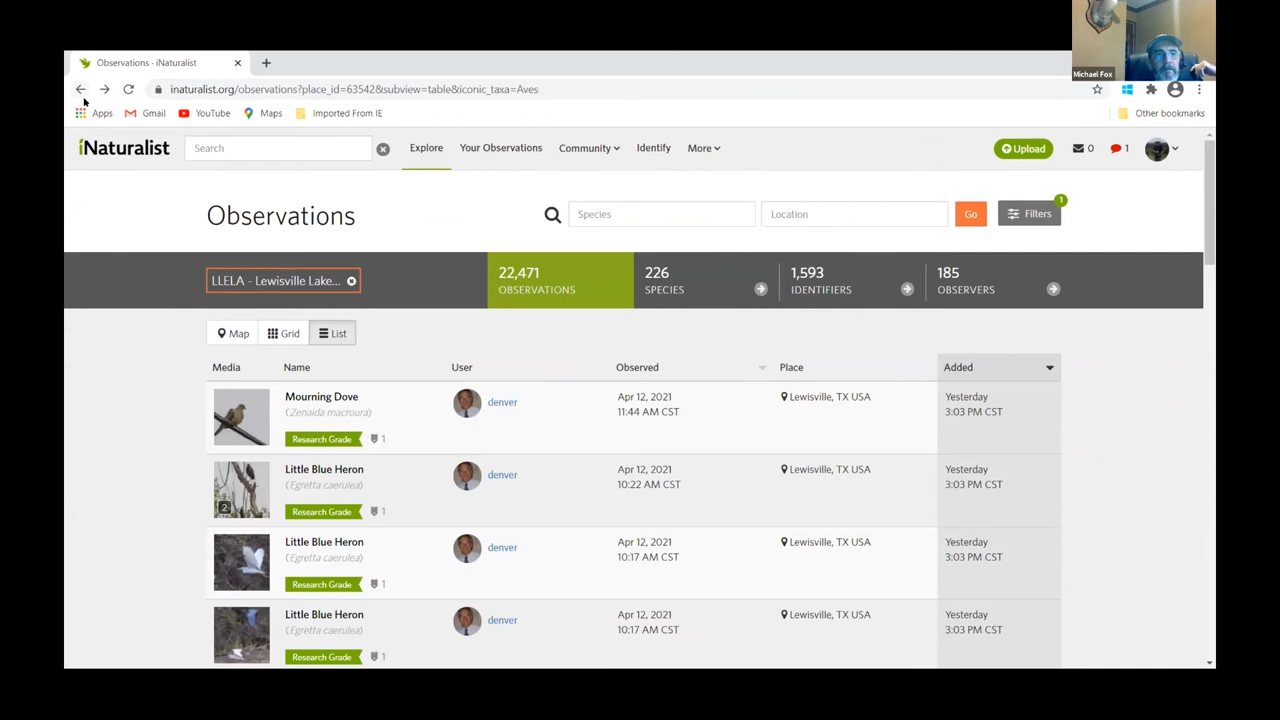 Michael Fox
Observations · iNaturalist
inaturalist.org/observations?place_id=63542&subview=table&iconic_taxa=Aves
Apps Gmail YouTube Maps Imported From IE Other bookmarks
iNaturalist Search Explore Your Observations Community Identify More Upload 0 1
Observations Species Location Go Filters 1
LLELA - Lewisville Lake...
22,471 226 1,593 185
OBSERVATIONS SPECIES IDENTIFIERS OBSERVERS
Map Grid List
Media Name User Observed Place Added
Mourning Dove denver Apr 12, 2021 Lewisville, TX USA Yesterday
(Zenaida macroura) 11:44 AM CST 3:03 PM CST
Research Grade 1
Little Blue Heron denver Apr 12, 2021 Lewisville, TX USA Yesterday
(Egretta caerulea) 10:22 AM CST 3:03 PM CST
2 Research Grade 1
Little Blue Heron denver Apr 12, 2021 Lewisville, TX USA Yesterday
(Egretta caerulea) 10:17 AM CST 3:03 PM CST
Research Grade 1
Little Blue Heron denver Apr 12, 2021 Lewisville, TX USA Yesterday
(Egretta caerulea) 10:17 AM CST 3:03 PM CST
Research Grade 1